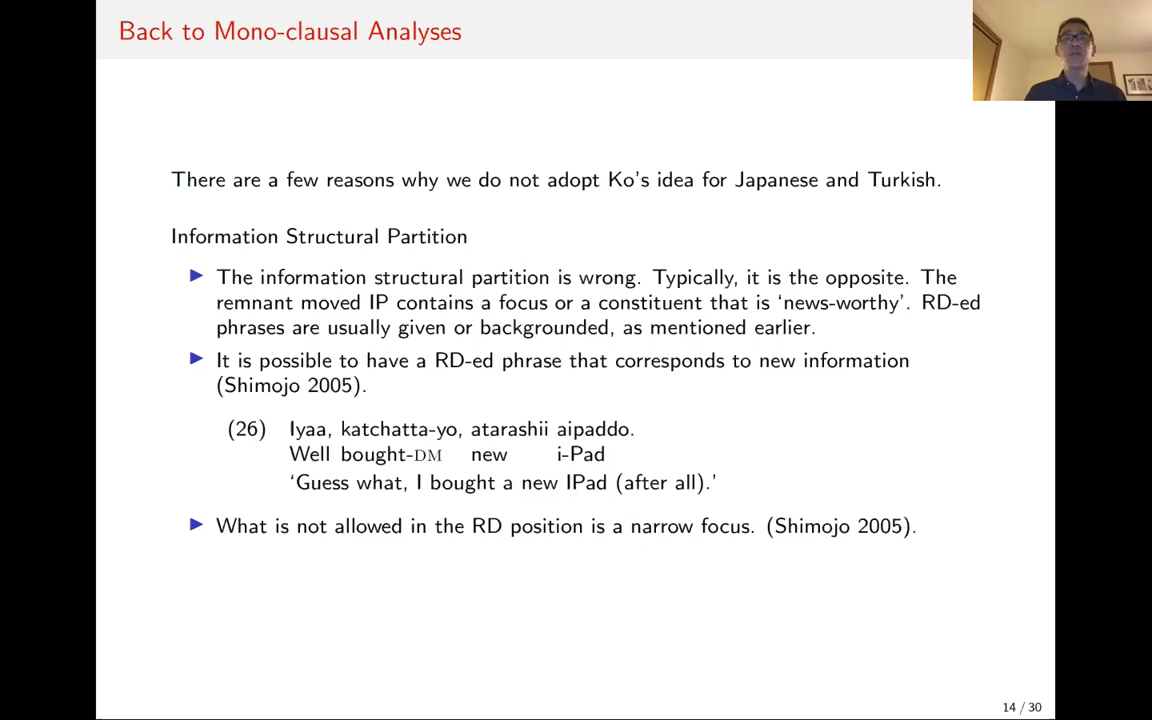 Back to Mono-clausal Analyses
There are a few reasons why we do not adopt Ko's idea for Japanese and Turkish.
Information Structural Partition
▶ The information structural partition is wrong. Typically, it is the opposite. The
remnant moved IP contains a focus or a constituent that is ‘news-worthy’. RD-ed
phrases are usually given or backgrounded, as mentioned earlier.
▶ It is possible to have a RD-ed phrase that corresponds to new information
(Shimojo 2005).
(26) Iyaa, katchatta-yo, atarashii aipaddo.
Well bought-DM new i-Pad
‘Guess what, I bought a new IPad (after all).’
▶ What is not allowed in the RD position is a narrow focus. (Shimojo 2005).
14 / 30